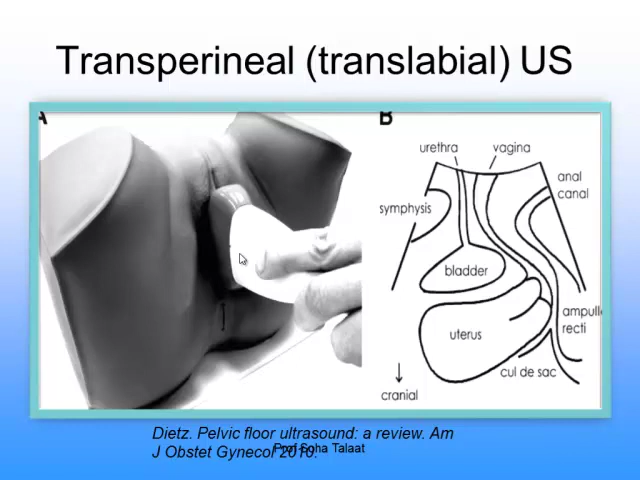 Transperineal (translabial) US
A
B
urethra
vagina
anal
canal
symphysis
bladder
ampull
recti
uterus
cul de sac
cranial
Dietz. Pelvic floor ultrasound: a review. Am
J Obstet Gynecol 2010.
Prof Soha Talaat